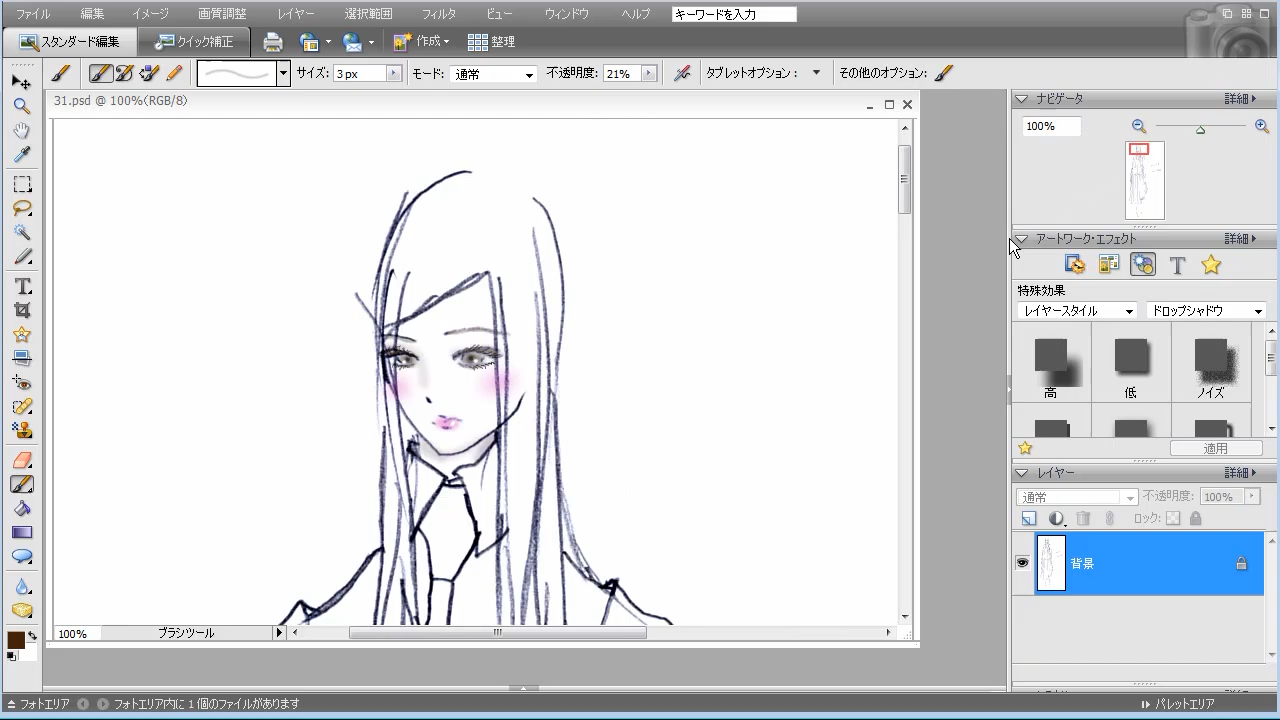 ファイル 編集 イメージ 画質調整 レイヤー 選択範囲 フィルタ ビュー ウィンドウ ヘルプ キーワードを入力
スタンダード編集 クイック補正 作成 整理
サイズ: 3 px モード: 通常 不透明度: 21% タブレットオプション: その他のオプション:
31.psd @ 100%(RGB/8)
ナビゲータ 詳細
100%
アートワーク・エフェクト 詳細
特殊効果
レイヤースタイル ドロップシャドウ
高 低 ノイズ
適用
レイヤー 詳細
通常 不透明度: 100%
ロック:
背景
100% ブランツール
フォトエリア フォトエリア内に 1 個のファイルがあります パレットエリア